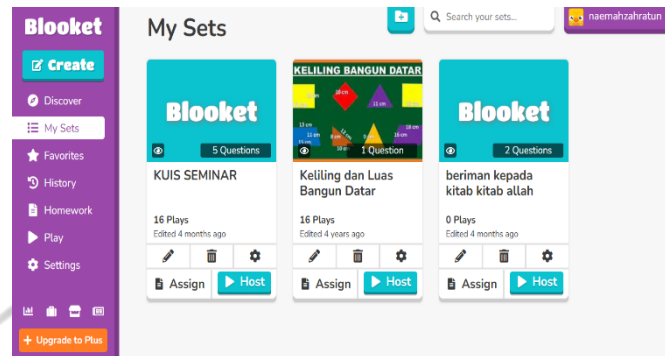 Blooket
My Sets
Search your sets...
naemahzahratun
Create
Discover
My Sets
Favorites
History
Homework
Play
Settings
Upgrade to Plus
Blooket
5 Questions
KUIS SEMINAR
16 Plays
Edited 4 months ago
Assign
Host
KELILING BANGUN DATAR
1 Question
Keliling dan Luas
Bangun Datar
16 Plays
Edited 4 years ago
Assign
Host
Blooket
2 Questions
beriman kepada
kitab kitab allah
0 Plays
Edited 4 months ago
Assign
Host